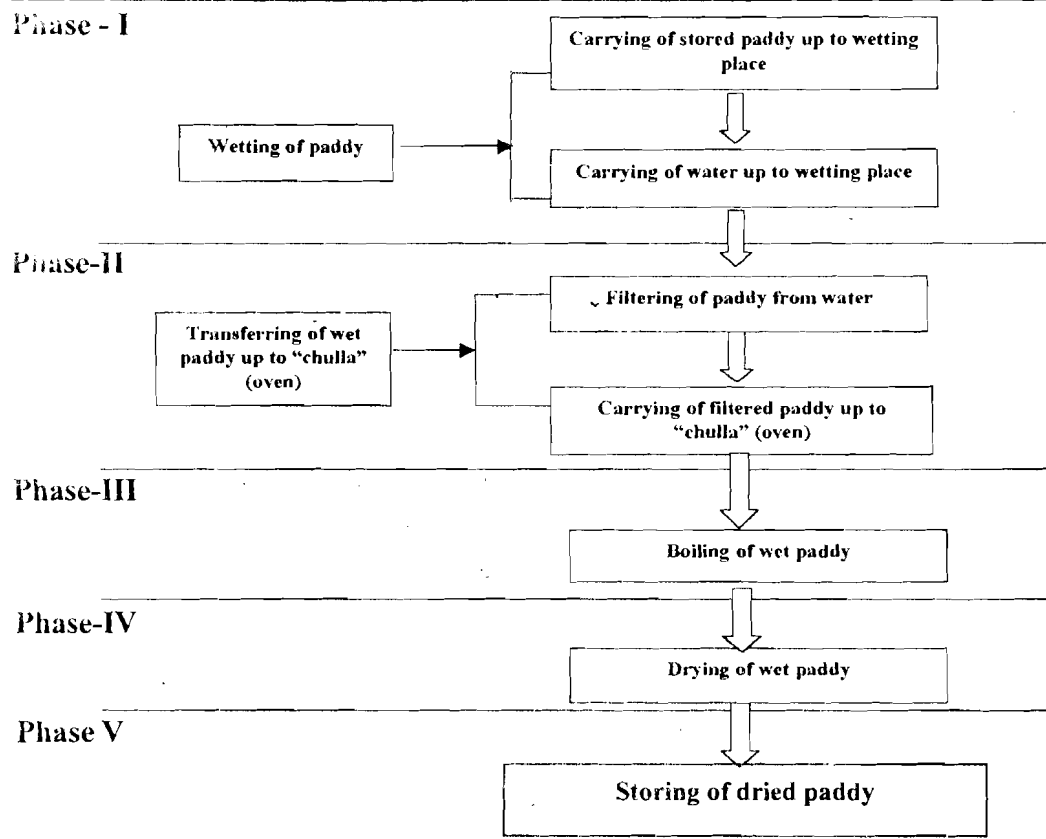 Phase - I
Carrying of stored paddy up to wetting
place
Wetting of paddy
Carrying of water up to wetting place
Phase-II
Filtering of paddy from water
Transferring of wet
paddy up to “chulla”
(oven)
Carrying of filtered paddy up to
“chulla” (oven)
Phase-III
Boiling of wet paddy
Phase-IV
Drying of wet paddy
Phase V
Storing of dried paddy